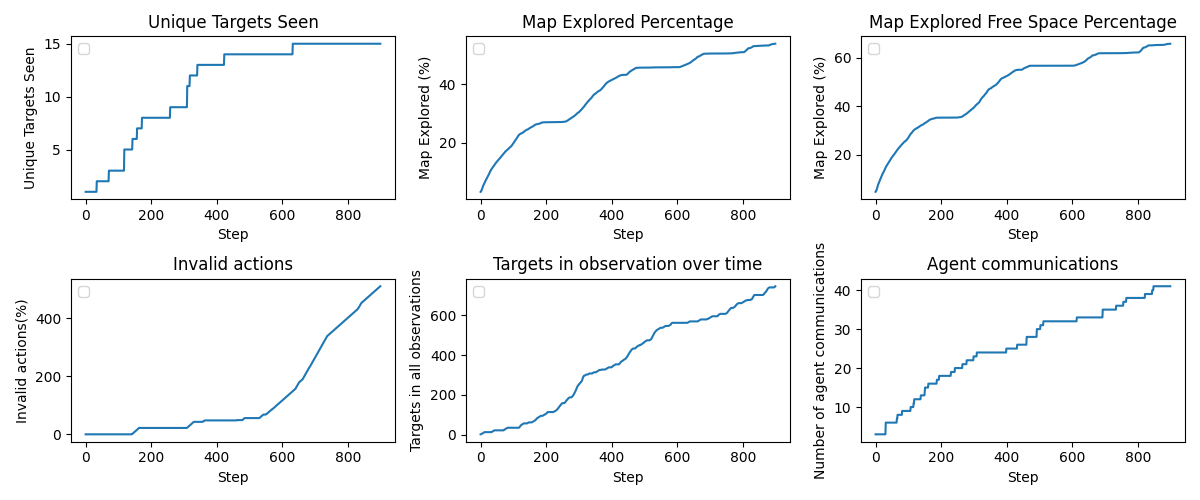 Unique Targets Seen
Unique Targets Seen
15
10
5
0 200 400 600 800
Step
Map Explored Percentage
Map Explored (%)
40
20
0 200 400 600 800
Step
Map Explored Free Space Percentage
Map Explored (%)
60
40
20
0 200 400 600 800
Step
Invalid actions
Invalid actions(%)
400
200
0
0 200 400 600 800
Step
Targets in observation over time
Targets in all observations
600
400
200
0
0 200 400 600 800
Step
Agent communications
Number of agent communications
40
30
20
10
0 200 400 600 800
Step